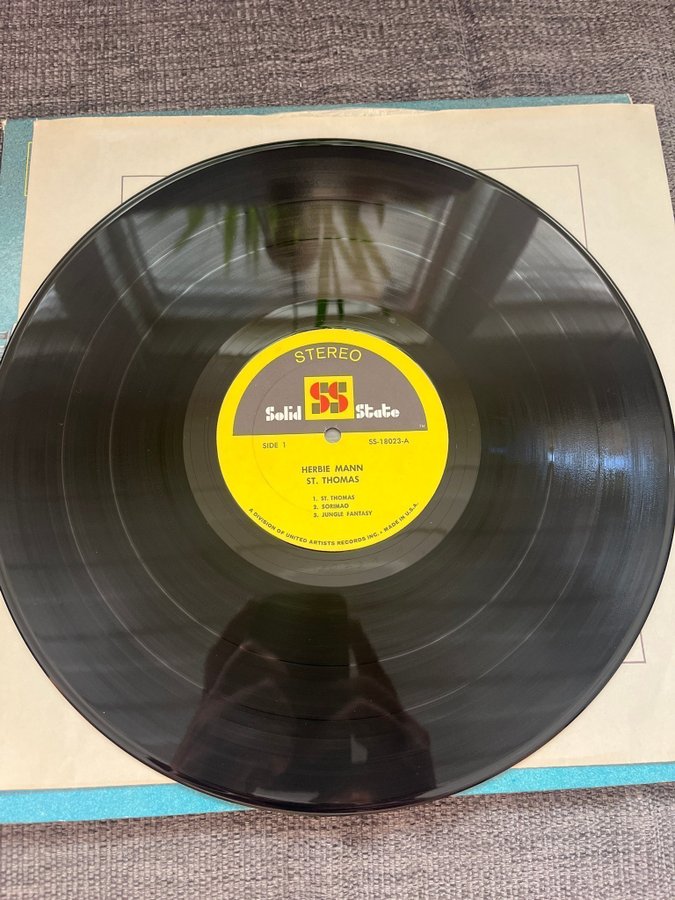 STEREO
SS
Solid State
TM
SIDE 1 SS-18023-A
HERBIE MANN
ST. THOMAS
1. ST. THOMAS
2. SORIMAO
3. JUNGLE FANTASY
A DIVISION OF UNITED ARTISTS RECORDS INC. • MADE IN U.S.A.